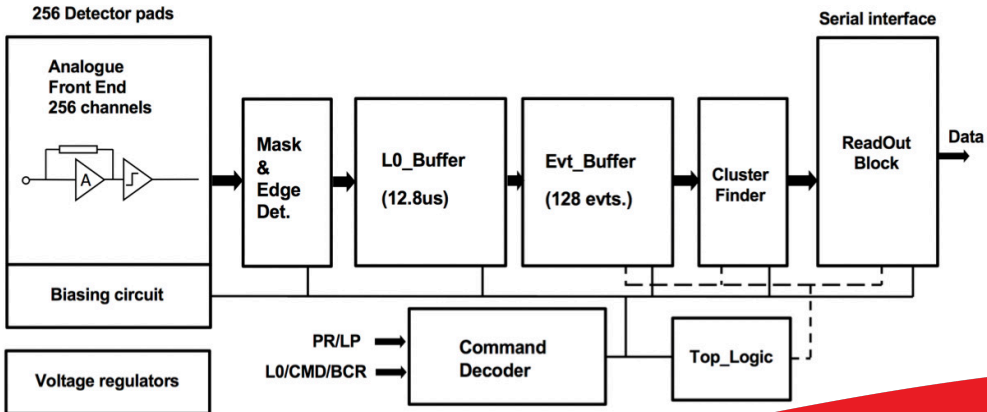 256 Detector pads
Serial interface
Analogue
Front End
256 channels
A
Mask
&
Edge
Det.
L0_Buffer
(12.8us)
Evt_Buffer
(128 evts.)
Cluster
Finder
ReadOut
Block
Data
Biasing circuit
Voltage regulators
PR/LP
L0/CMD/BCR
Command
Decoder
Top_Logic